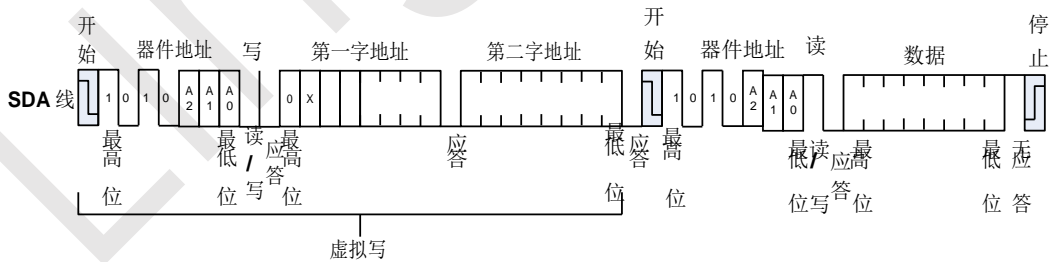 开始 器件地址 写 第一字地址 第二字地址 开始 器件地址 读 数据 停止
SDA 线 1 0 1 0 A2 A1 A0 0 X 1 0 1 0 A2 A1 A0
最高位 最低位 读/写 应答 最高位 应答 最低位 应答 最高位 最低位 读/写 应答 最高位 最低位 无应答
虚拟写